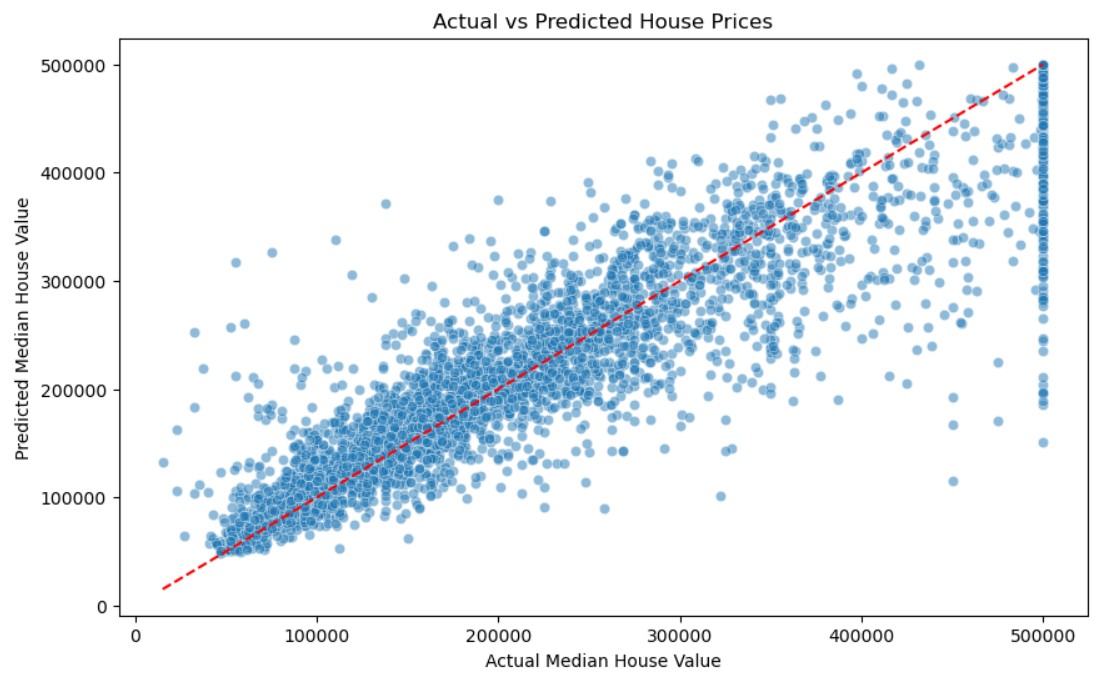 Actual vs Predicted House Prices
500000
400000
300000
200000
100000
0
Predicted Median House Value
0 100000 200000 300000 400000 500000
Actual Median House Value